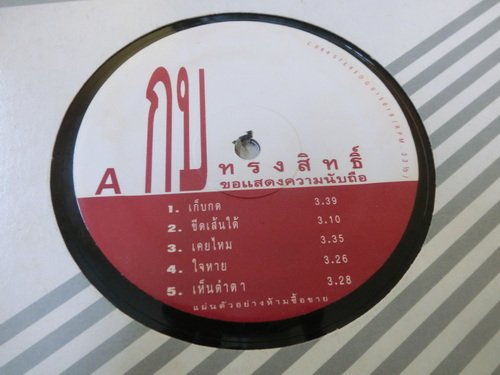 กบ
ทรงสิทธิ์
ขอแสดงความนับถือ
A
1. เก็บกด 3.39
2. ขีดเส้นใต้ 3.10
3. เคยไหม 3.35
4. ใจหาย 3.26
5. เห็นตำตา 3.28
แผ่นตัวอย่างห้ามซื้อขาย